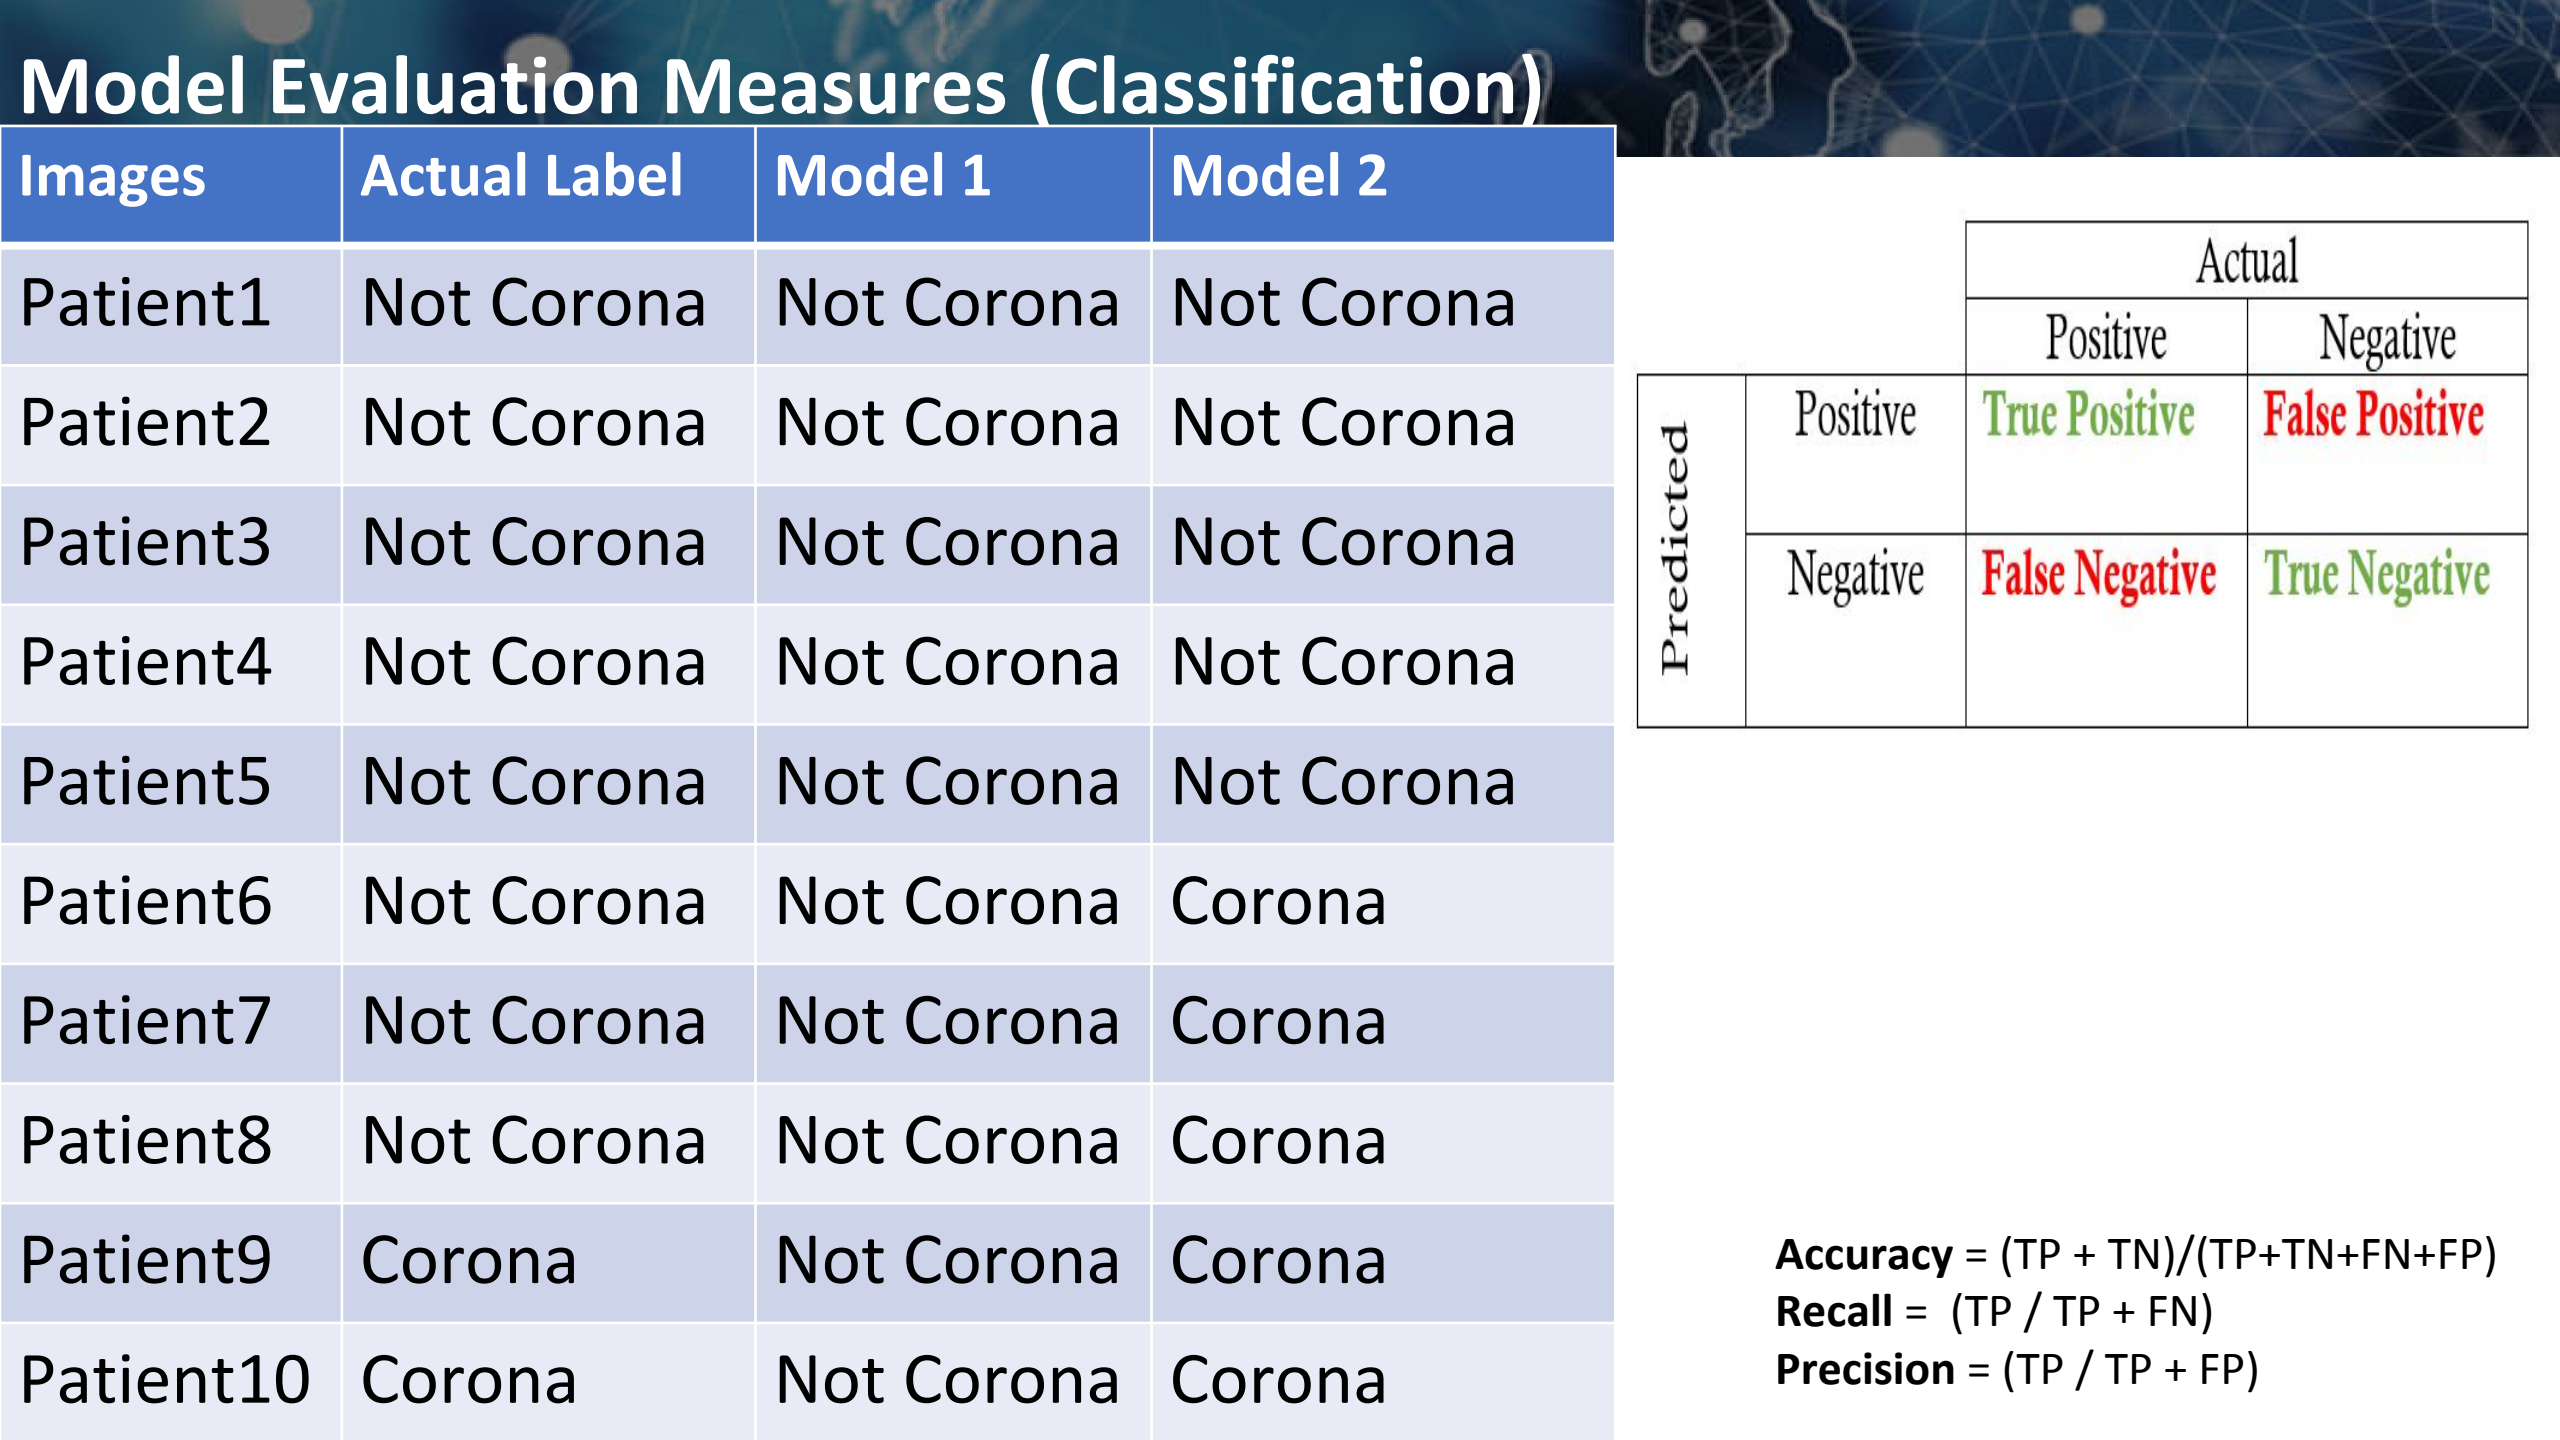 Model Evaluation Measures (Classification)
Images Actual Label Model 1 Model 2
Patient1 Not Corona Not Corona Not Corona
Patient2 Not Corona Not Corona Not Corona
Patient3 Not Corona Not Corona Not Corona
Patient4 Not Corona Not Corona Not Corona
Patient5 Not Corona Not Corona Not Corona
Patient6 Not Corona Not Corona Corona
Patient7 Not Corona Not Corona Corona
Patient8 Not Corona Not Corona Corona
Patient9 Corona Not Corona Corona
Patient10 Corona Not Corona Corona
Actual
Positive Negative
Predicted
Positive True Positive False Positive
Negative False Negative True Negative
Accuracy = (TP + TN)/(TP+TN+FN+FP)
Recall = (TP / TP + FN)
Precision = (TP / TP + FP)